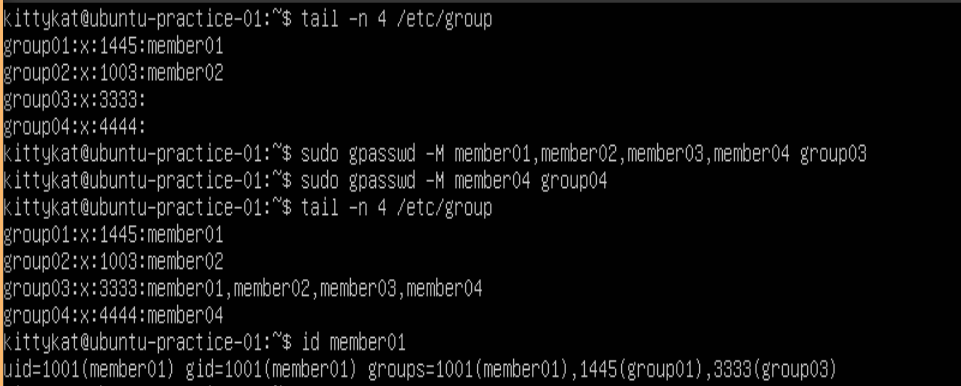 kittykat@ubuntu-practice-01:~$ tail -n 4 /etc/group
group01:x:1445:member01
group02:x:1003:member02
group03:x:3333:
group04:x:4444:
kittykat@ubuntu-practice-01:~$ sudo gpasswd -M member01,member02,member03,member04 group03
kittykat@ubuntu-practice-01:~$ sudo gpasswd -M member04 group04
kittykat@ubuntu-practice-01:~$ tail -n 4 /etc/group
group01:x:1445:member01
group02:x:1003:member02
group03:x:3333:member01,member02,member03,member04
group04:x:4444:member04
kittykat@ubuntu-practice-01:~$ id member01
uid=1001(member01) gid=1001(member01) groups=1001(member01),1445(group01),3333(group03)